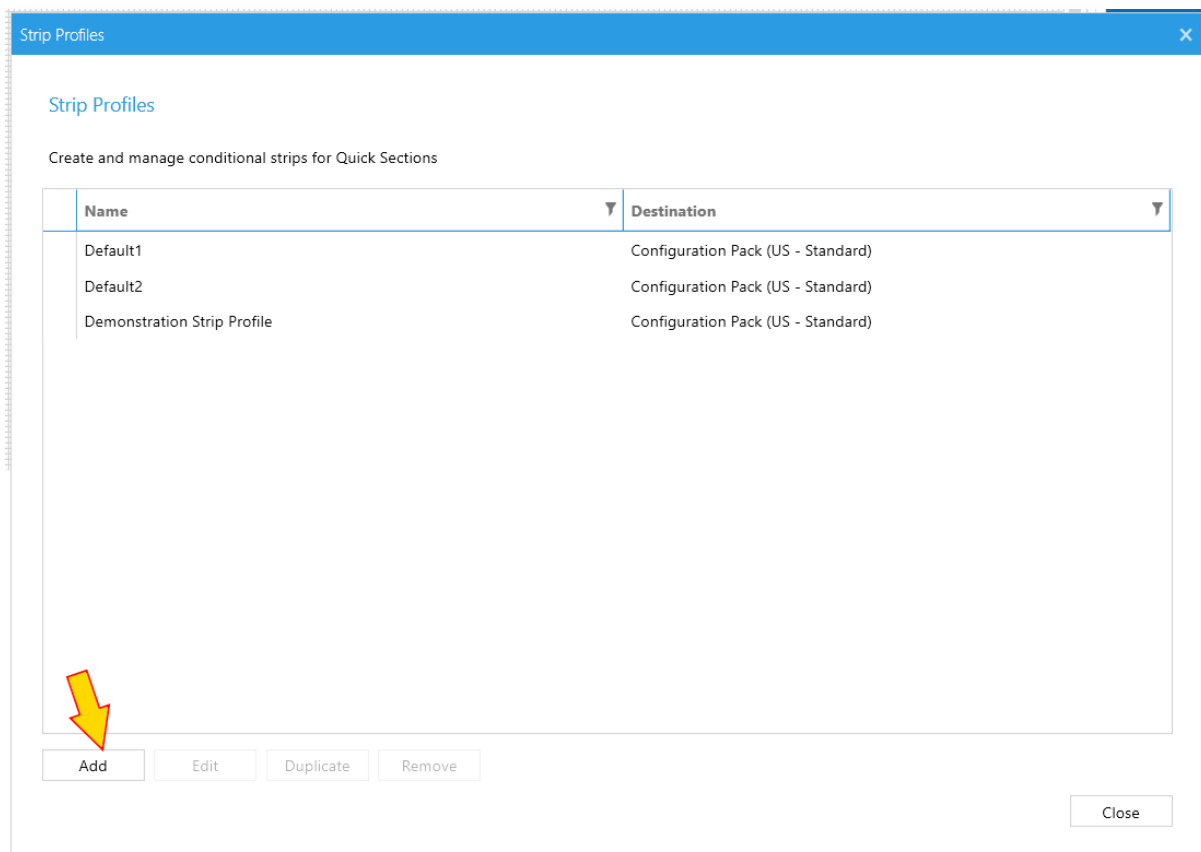 Strip Profiles
Strip Profiles
Create and manage conditional strips for Quick Sections
Name Destination
Default1 Configuration Pack (US - Standard)
Default2 Configuration Pack (US - Standard)
Demonstration Strip Profile Configuration Pack (US - Standard)
Add Edit Duplicate Remove
Close